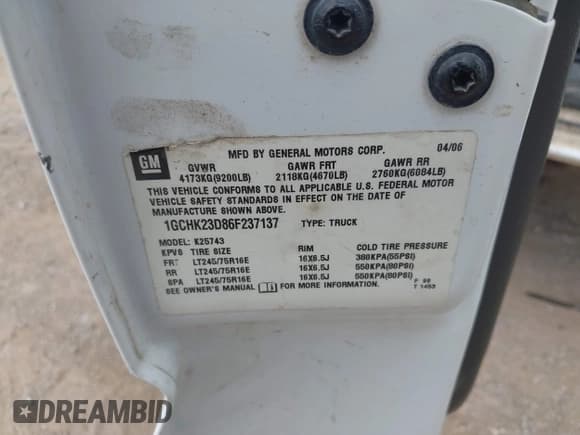 GM
MFD BY GENERAL MOTORS CORP. 04/06
GVWR GAWR FRT GAWR RR
4173KG(9200LB) 2118KG(4670LB) 2760KG(6084LB)
THIS VEHICLE CONFORMS TO ALL APPLICABLE U.S. FEDERAL MOTOR
VEHICLE SAFETY STANDARDS IN EFFECT ON THE DATE OF
MANUFACTURE SHOWN ABOVE.
1GCHK23D86F237137 TYPE: TRUCK
MODEL: K25743
KPVS TIRE SIZE RIM COLD TIRE PRESSURE
FRT LT245/75R16E 16X6.5J 380KPA(55PSI)
RR LT245/75R16E 16X6.5J 550KPA(80PSI)
SPA LT245/75R16E 16X6.5J 550KPA(80PSI)
SEE OWNER'S MANUAL FOR MORE INFORMATION. F 99
T 1453
DREAMBID